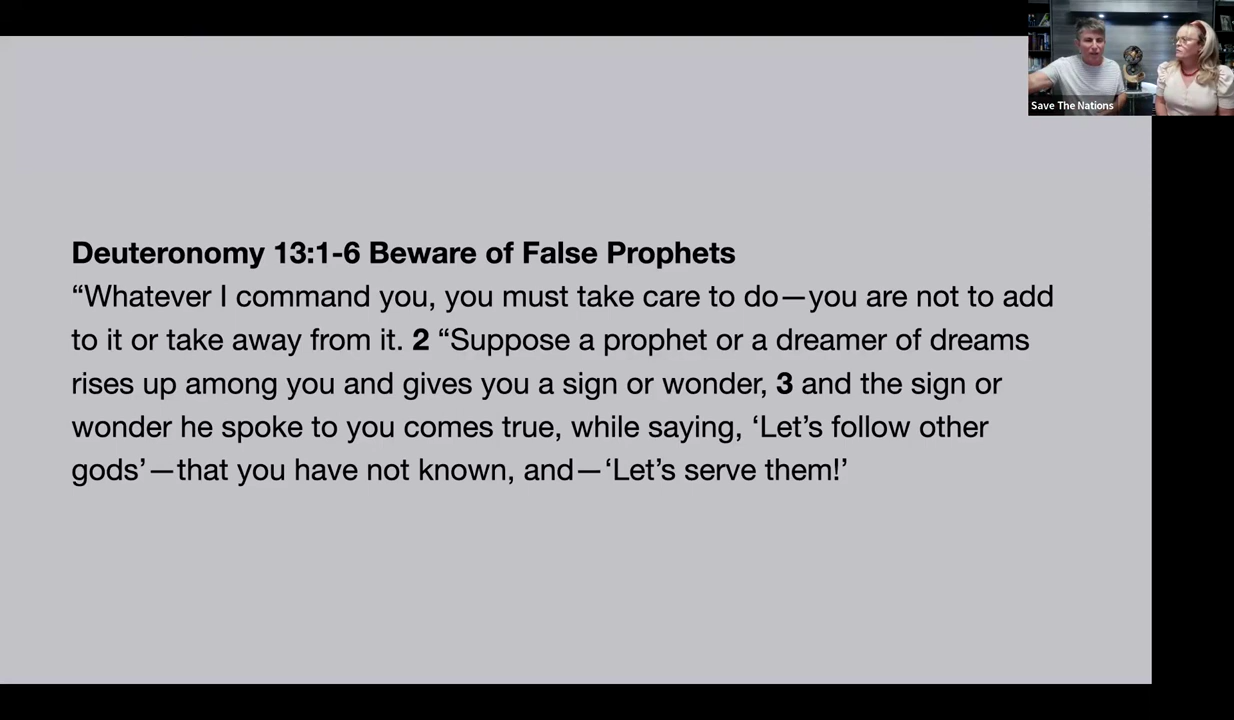 Save The Nations
Deuteronomy 13:1-6 Beware of False Prophets
“Whatever I command you, you must take care to do—you are not to add
to it or take away from it. 2 “Suppose a prophet or a dreamer of dreams
rises up among you and gives you a sign or wonder, 3 and the sign or
wonder he spoke to you comes true, while saying, ‘Let’s follow other
gods’—that you have not known, and—‘Let’s serve them!’